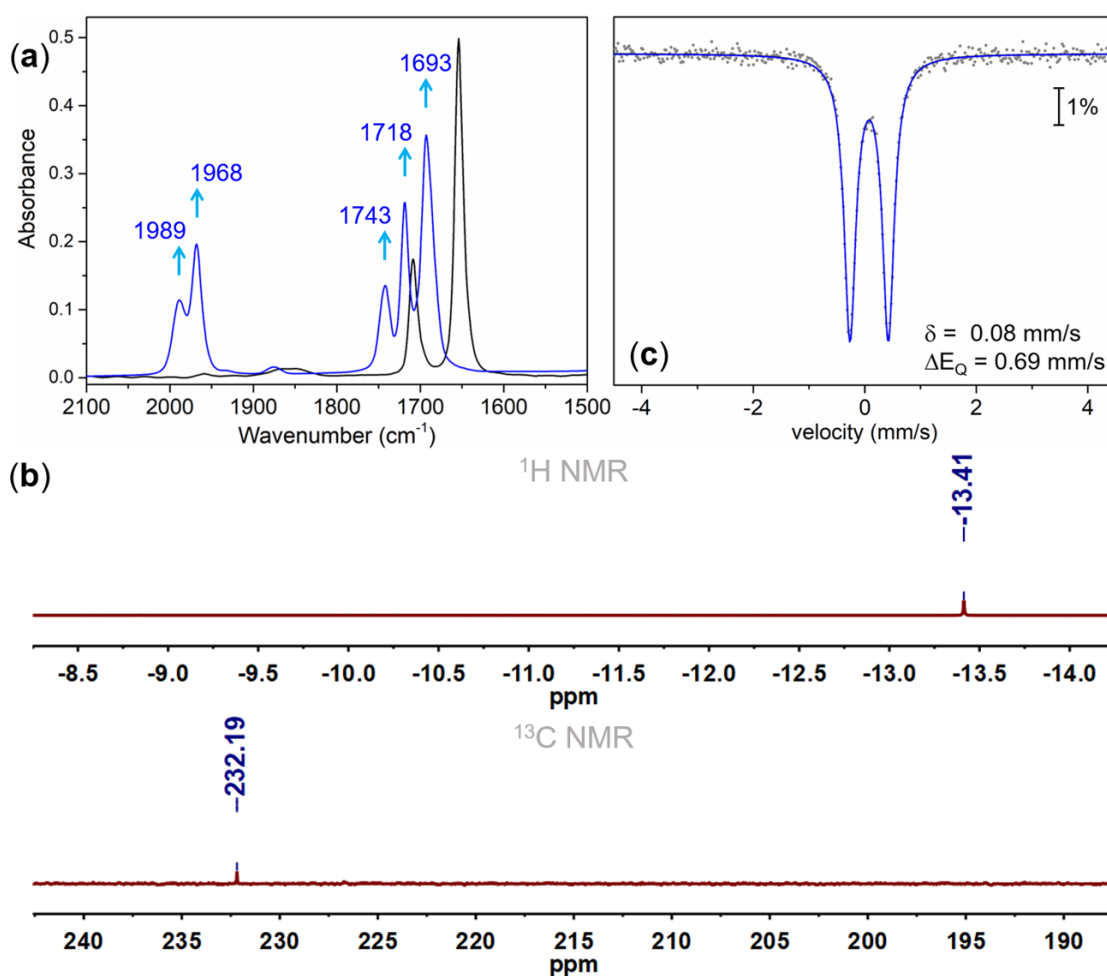 (a)
0.5
0.4
0.3
0.2
0.1
0.0
Absorbance
1989
1968
1743
1718
1693
2100 2000 1900 1800 1700 1600 1500
Wavenumber (cm-1)
(c)
1%
δ = 0.08 mm/s
ΔEQ = 0.69 mm/s
-4 -2 0 2 4
velocity (mm/s)
(b)
1H NMR
-13.41
-8.5 -9.0 -9.5 -10.0 -10.5 -11.0 -11.5 -12.0 -12.5 -13.0 -13.5 -14.0
ppm
13C NMR
232.19
240 235 230 225 220 215 210 205 200 195 190
ppm